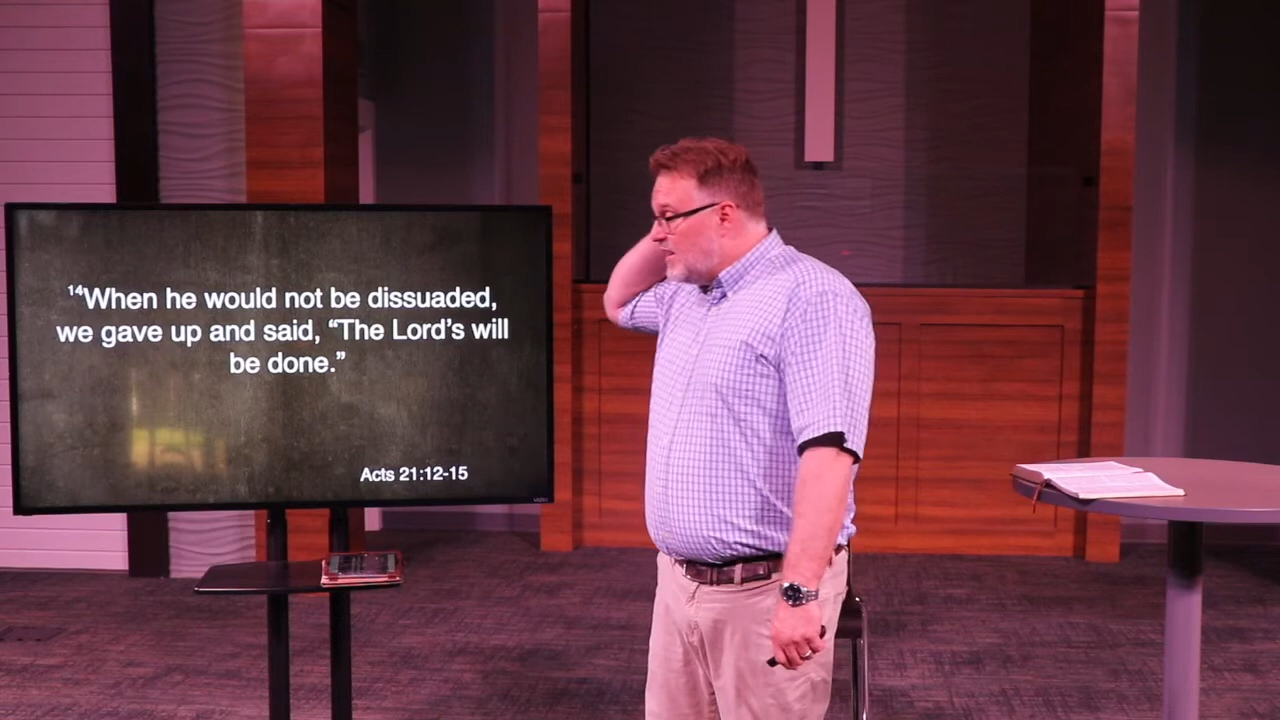 ¹⁴When he would not be dissuaded,
we gave up and said, “The Lord’s will
be done.”
Acts 21:12-15
VIZIO